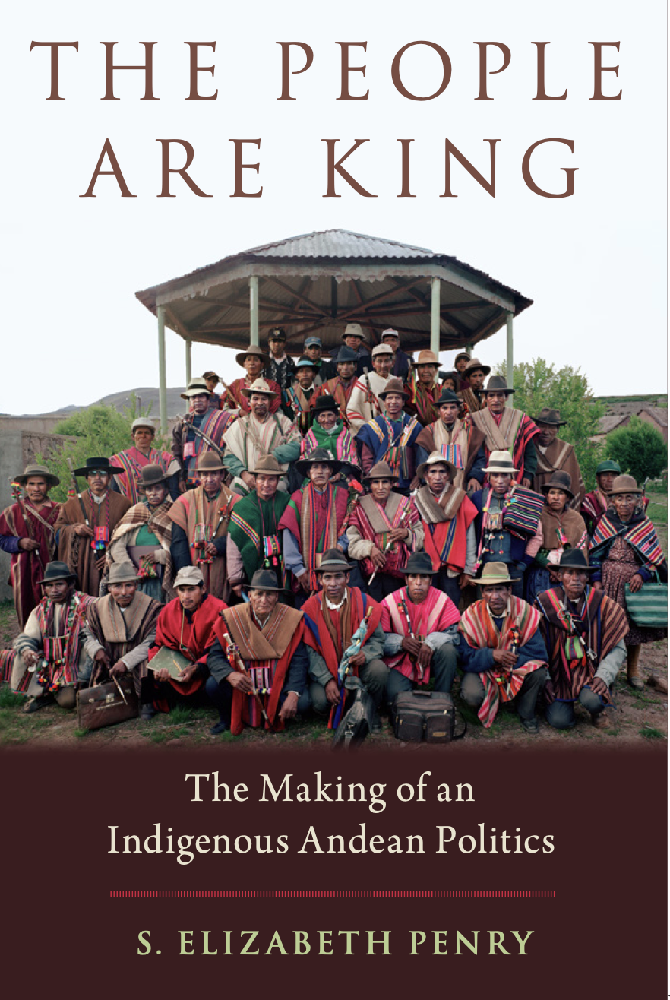 THE PEOPLE
ARE KING
The Making of an
Indigenous Andean Politics
S. ELIZABETH PENRY